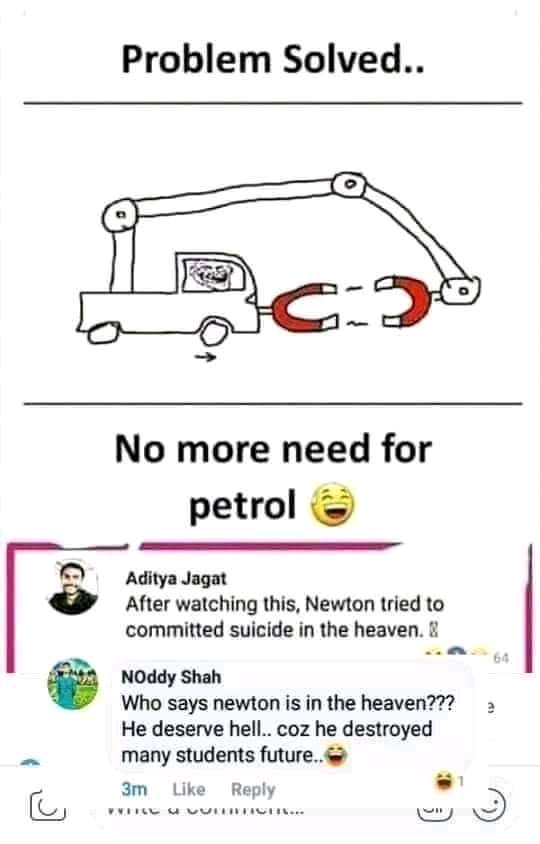 Problem Solved..
No more need for
petrol 😂
Aditya Jagat
After watching this, Newton tried to
committed suicide in the heaven.
64
NOddy Shah
Who says newton is in the heaven???
He deserve hell.. coz he destroyed
many students future..😂
e
3m Like Reply
1